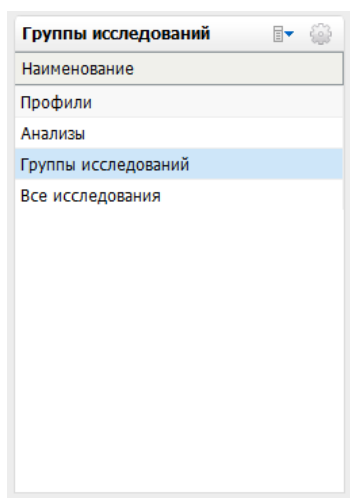 Группы исследований
Наименование
Профили
Анализы
Группы исследований
Все исследования